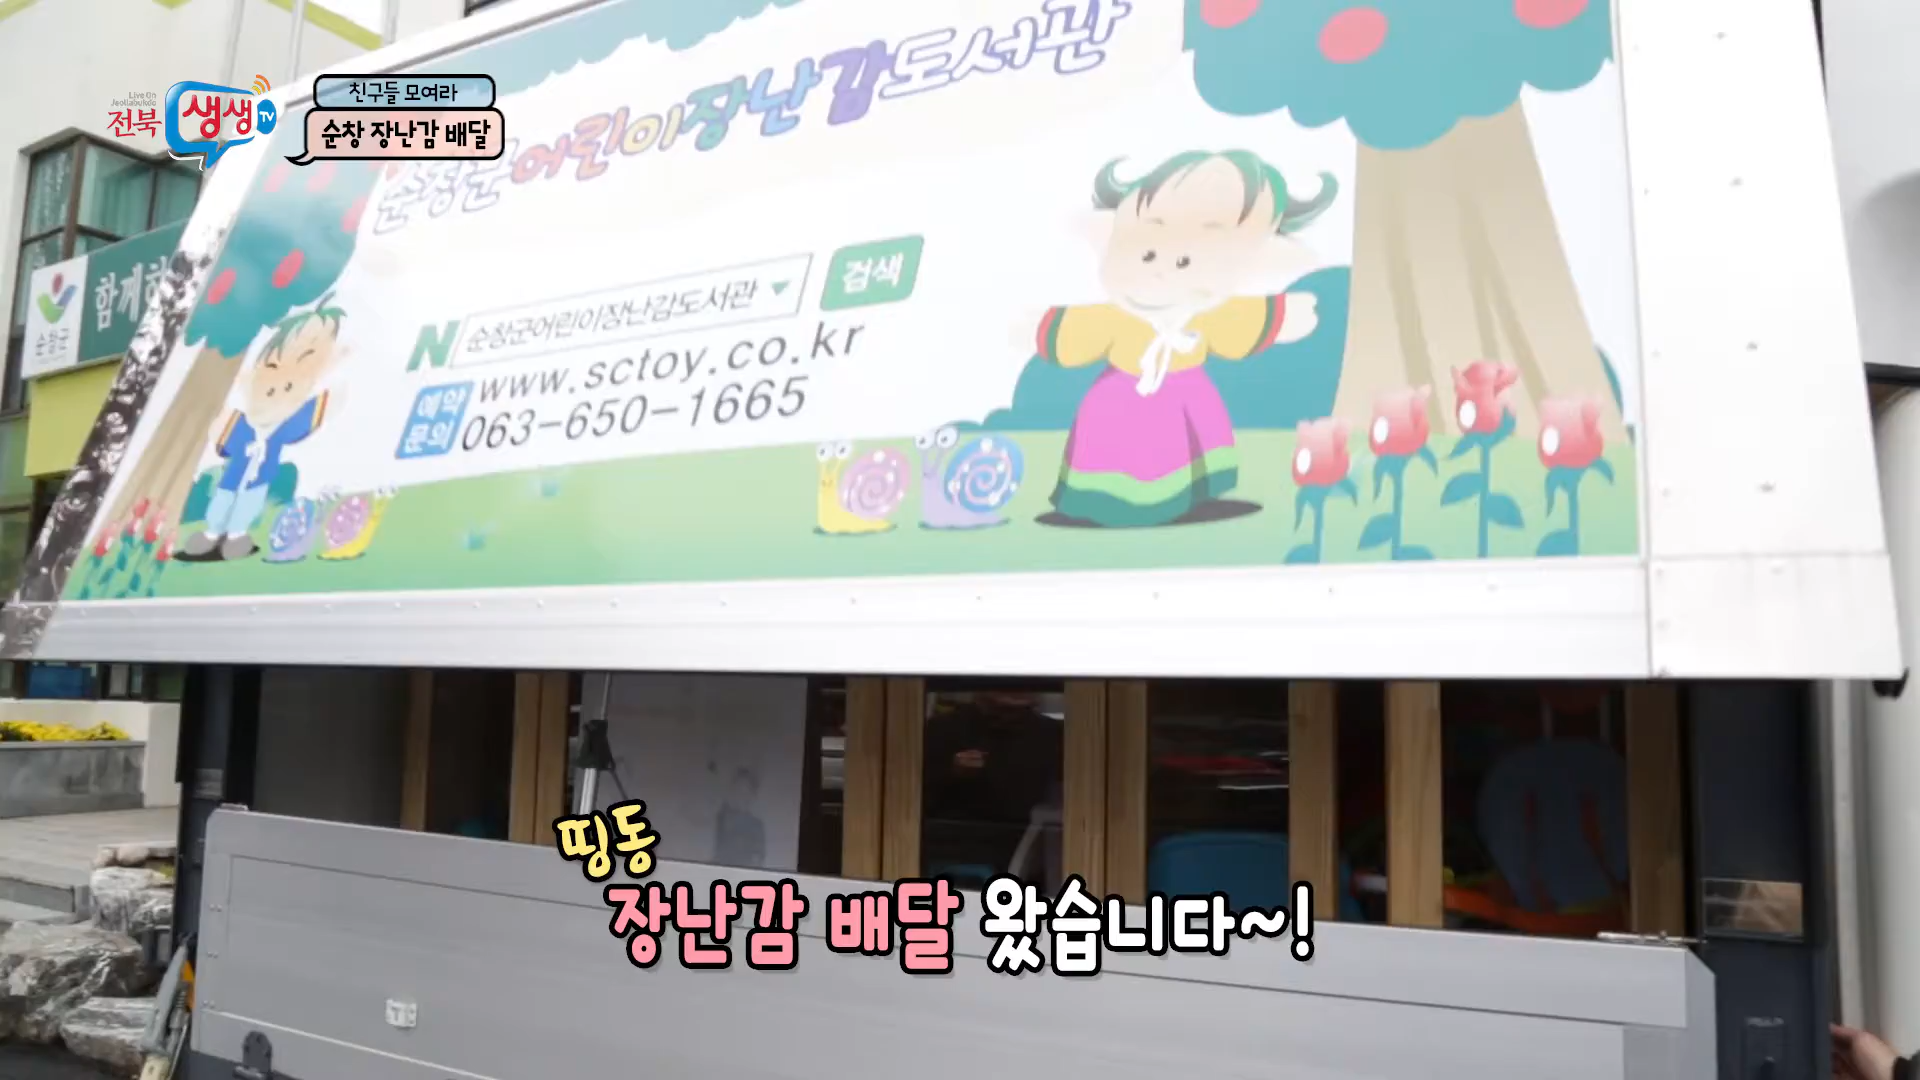 Live On
Jeollabukdo
전북
생생
TV
친구들 모여라
순창 장난감 배달
순창군어린이장난감도서관
함께하
순창군
N 순창군어린이장난감도서관 검색
www.sctoy.co.kr
예약
문의
063-650-1665
띵동
장난감 배달 왔습니다~!